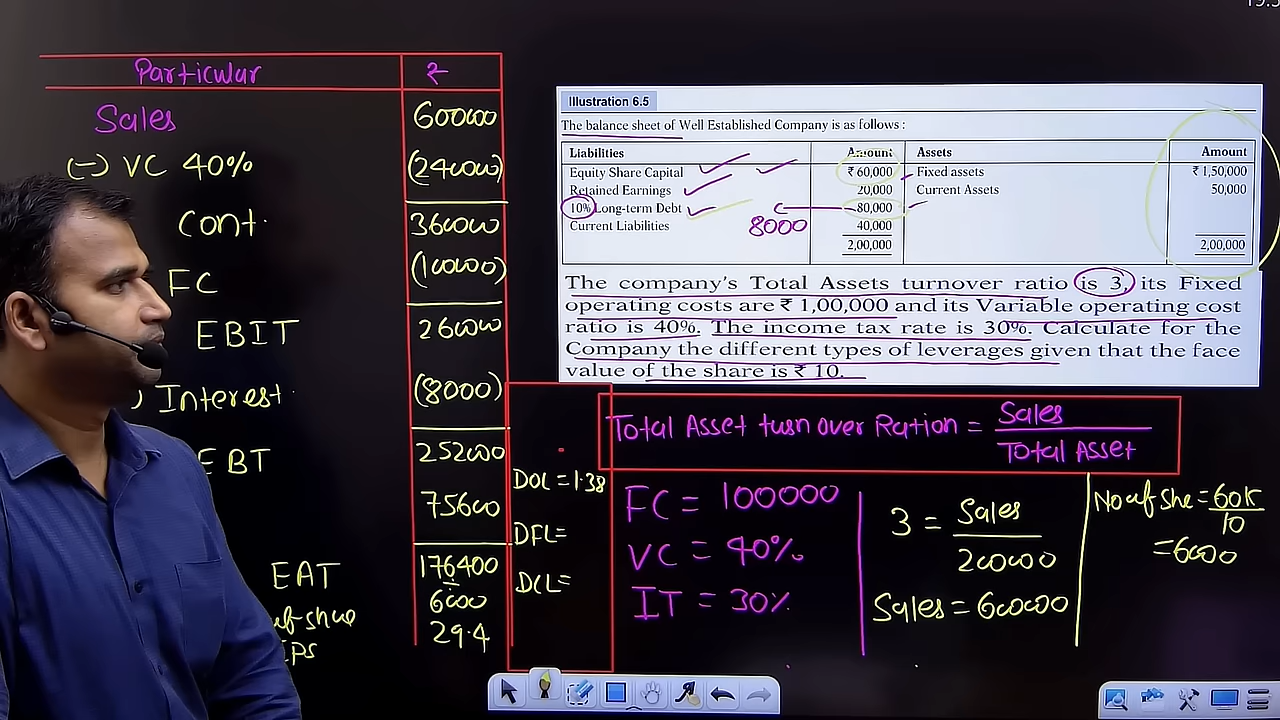 Particular ₹
Sales 600000
(-) VC 40% (240000)
Cont. 360000
FC (100000)
EBIT 260000
) Interest. (8000)
EBT 252000
75600
EAT 176400
of share 6000
EPS 29.4
Illustration 6.5
The balance sheet of Well Established Company is as follows :
Liabilities Amount Assets Amount
Equity Share Capital ₹ 60,000 Fixed assets ₹ 1,50,000
Retained Earnings 20,000 Current Assets 50,000
10% Long-term Debt 80,000
8000
Current Liabilities 40,000
2,00,000 2,00,000
The company's Total Assets turnover ratio is 3, its Fixed
operating costs are ₹ 1,00,000 and its Variable operating cost
ratio is 40%. The income tax rate is 30%. Calculate for the
Company the different types of leverages given that the face
value of the share is ₹ 10.
Total Asset turn over Ration = Sales
Total Asset
DOL = 1.38
DFL =
DCL =
FC = 100000
VC = 40%
IT = 30%
3 = Sales
200000
Sales = 600000
No of She = 60k
10
= 6000